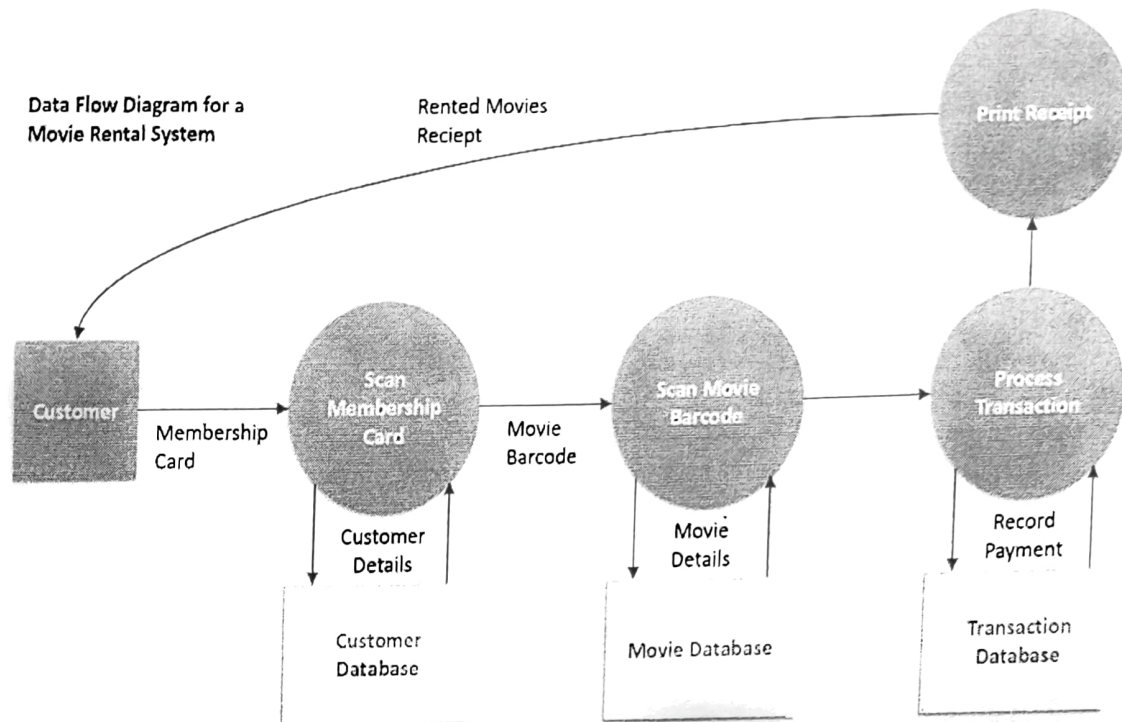 Data Flow Diagram for a
Movie Rental System
Rented Movies
Reciept
Print Receipt
Customer
Membership
Card
Scan
Membership
Card
Movie
Barcode
Scan Movie
Barcode
Process
Transaction
Customer
Details
Movie
Details
Record
Payment
Customer
Database
Movie Database
Transaction
Database